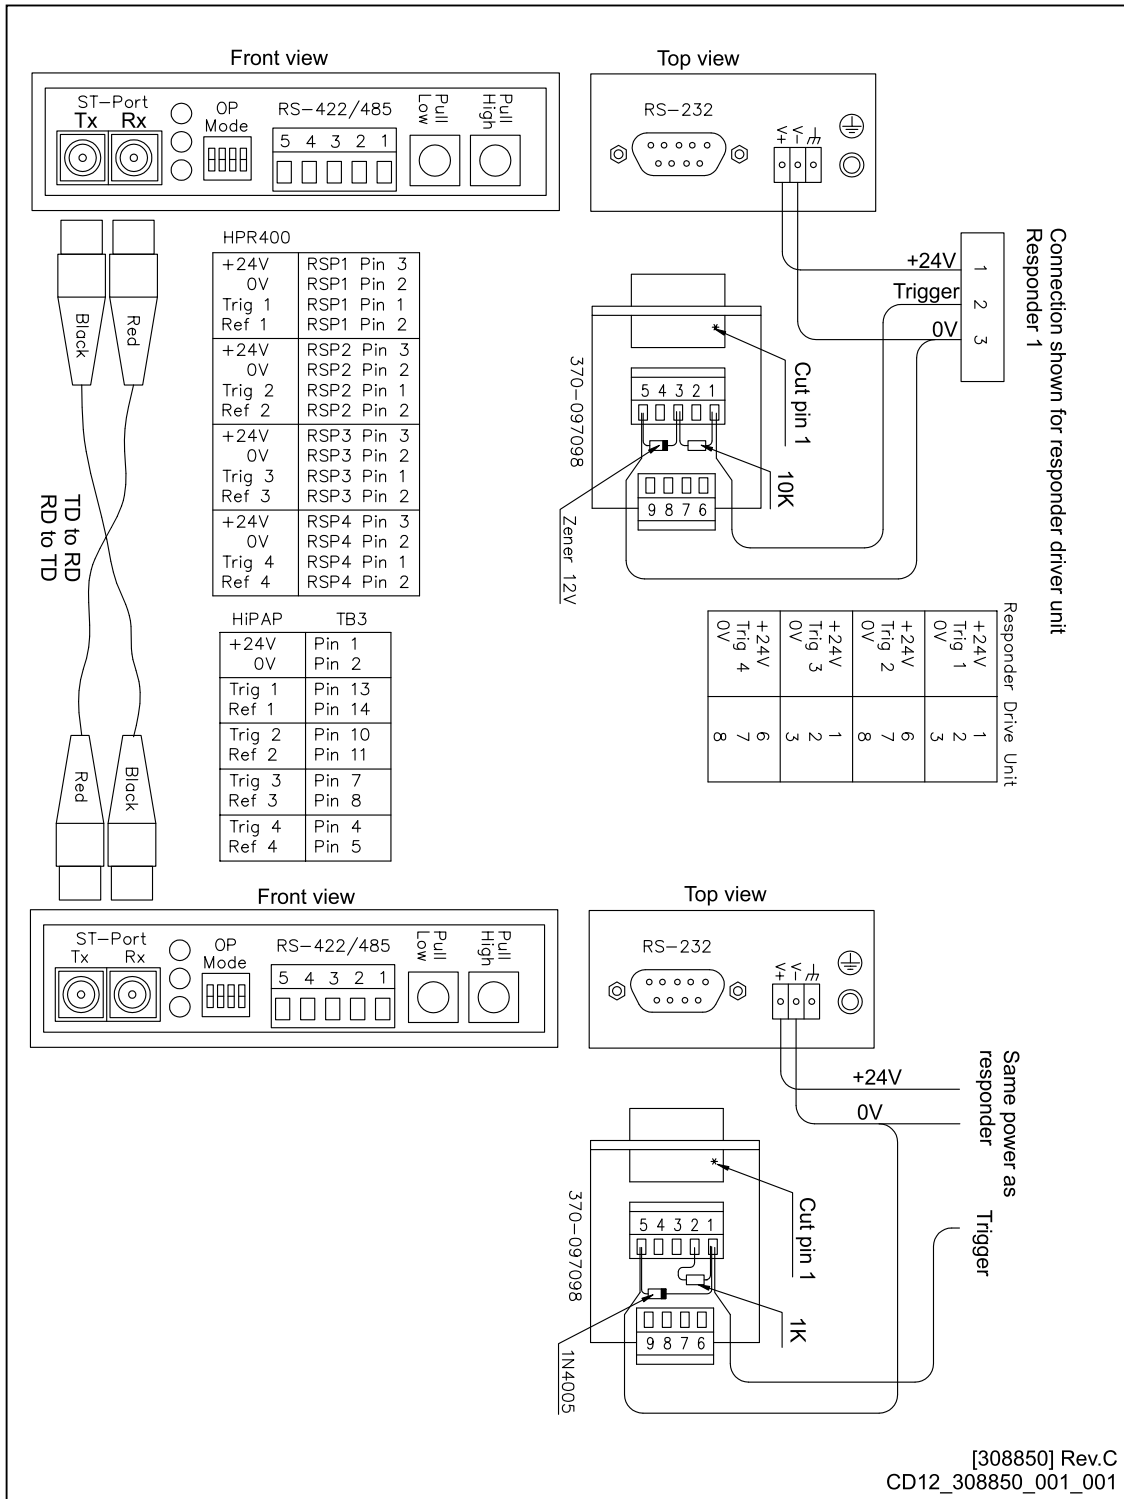 Front view
ST-Port
Tx Rx
OP
Mode
RS-422/485
5 4 3 2 1
Pull
Low
Pull
High
Top view
RS-232
V+ V-
Connection shown for responder driver unit
Responder 1
+24V
Trigger
0V
1
2
3
Cut pin 1
370-097098
5 4 3 2 1
10K
9 8 7 6
Zener 12V
Black
Red
TD to RD
RD to TD
Red
Black
HPR400
+24V RSP1 Pin 3
0V RSP1 Pin 2
Trig 1 RSP1 Pin 1
Ref 1 RSP1 Pin 2
+24V RSP2 Pin 3
0V RSP2 Pin 2
Trig 2 RSP2 Pin 1
Ref 2 RSP2 Pin 2
+24V RSP3 Pin 3
0V RSP3 Pin 2
Trig 3 RSP3 Pin 1
Ref 3 RSP3 Pin 2
+24V RSP4 Pin 3
0V RSP4 Pin 2
Trig 4 RSP4 Pin 1
Ref 4 RSP4 Pin 2
HiPAP TB3
+24V Pin 1
0V Pin 2
Trig 1 Pin 13
Ref 1 Pin 14
Trig 2 Pin 10
Ref 2 Pin 11
Trig 3 Pin 7
Ref 3 Pin 8
Trig 4 Pin 4
Ref 4 Pin 5
Responder Drive Unit
+24V 1
Trig 1 2
0V 3
+24V 6
Trig 2 7
0V 8
+24V 1
Trig 3 2
0V 3
+24V 6
Trig 4 7
0V 8
Front view
ST-Port
Tx Rx
OP
Mode
RS-422/485
5 4 3 2 1
Pull
Low
Pull
High
Top view
RS-232
V+ V-
+24V
0V
Same power as
responder
Trigger
Cut pin 1
370-097098
5 4 3 2 1
1K
9 8 7 6
1N4005
[308850] Rev.C
CD12_308850_001_001